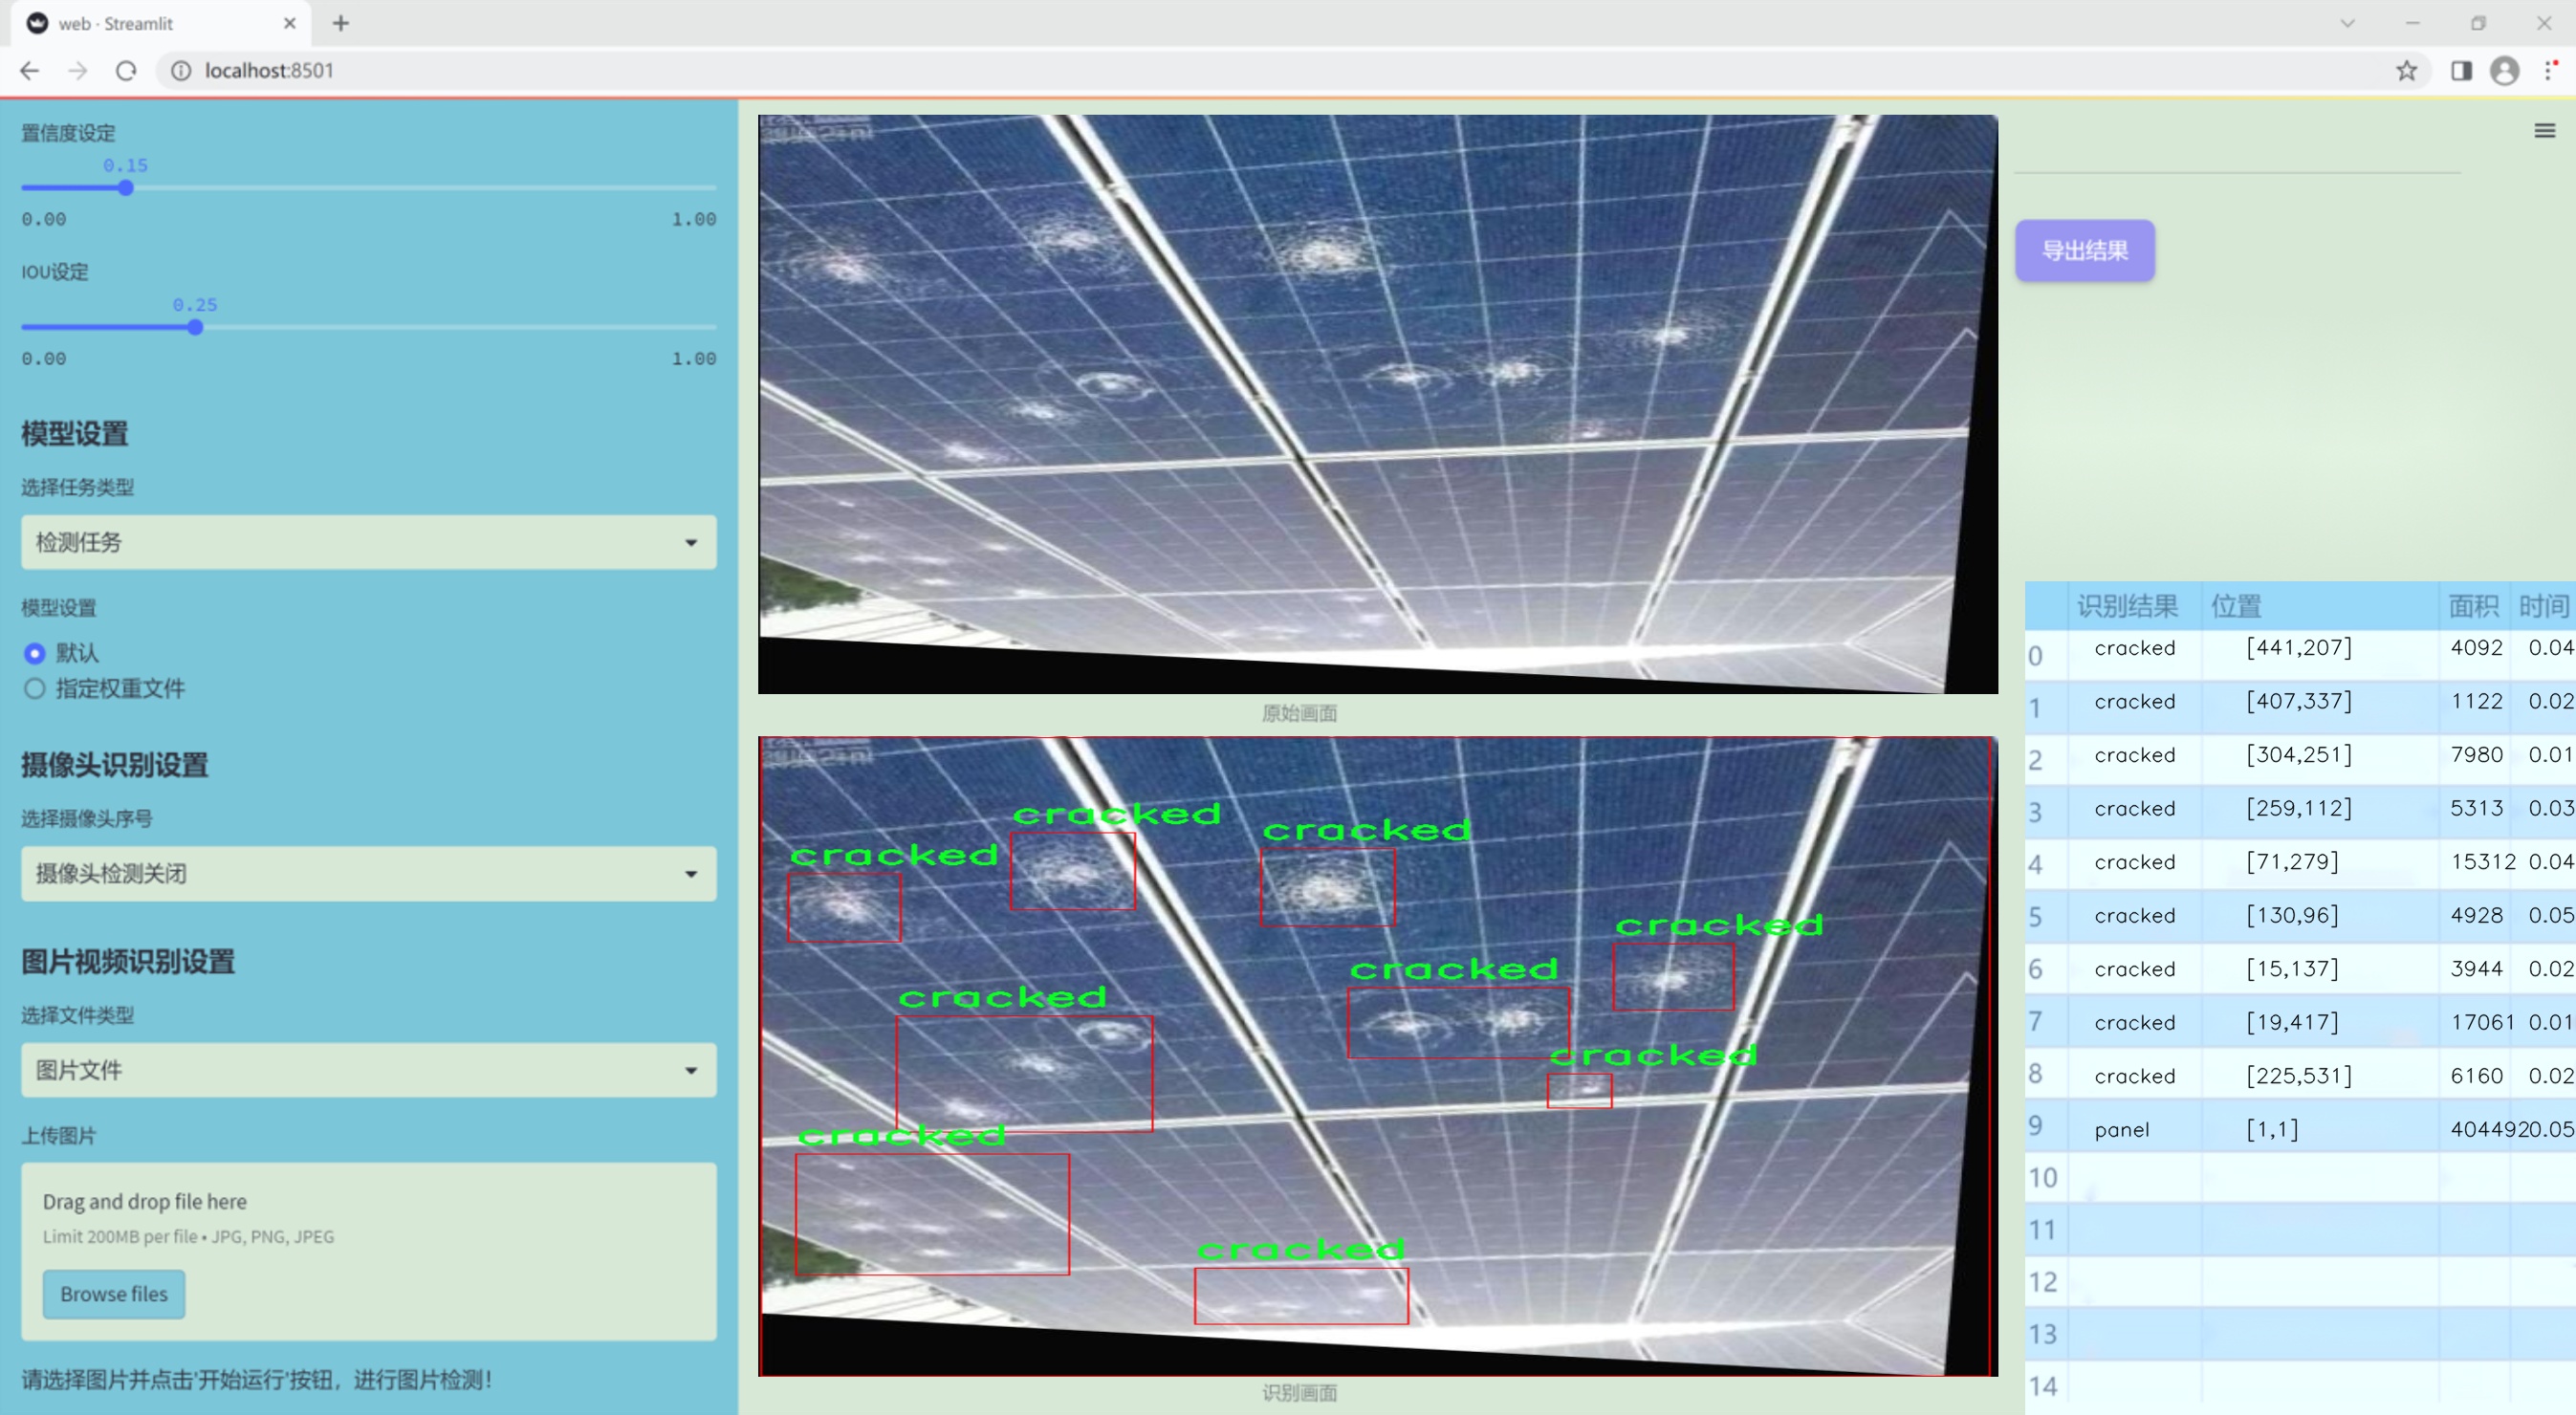 web · Streamlit
localhost:8501
置信度设定
0.15
0.00 1.00
IOU设定
0.25
0.00 1.00
模型设置
选择任务类型
检测任务
模型设置
默认
指定权重文件
摄像头识别设置
选择摄像头序号
摄像头检测关闭
图片视频识别设置
选择文件类型
图片文件
上传图片
Drag and drop file here
Limit 200MB per file • JPG, PNG, JPEG
Browse files
请选择图片并点击'开始运行'按钮，进行图片检测！
原始画面
cracked
cracked
cracked
cracked
cracked
cracked
cracked
cracked
cracked
识别画面
导出结果
识别结果 位置 面积 时间
0 cracked [441,207] 4092 0.04
1 cracked [407,337] 1122 0.02
2 cracked [304,251] 7980 0.01
3 cracked [259,112] 5313 0.03
4 cracked [71,279] 15312 0.04
5 cracked [130,96] 4928 0.05
6 cracked [15,137] 3944 0.02
7 cracked [19,417] 17061 0.01
8 cracked [225,531] 6160 0.02
9 panel [1,1] 404492 0.05
10
11
12
13
14